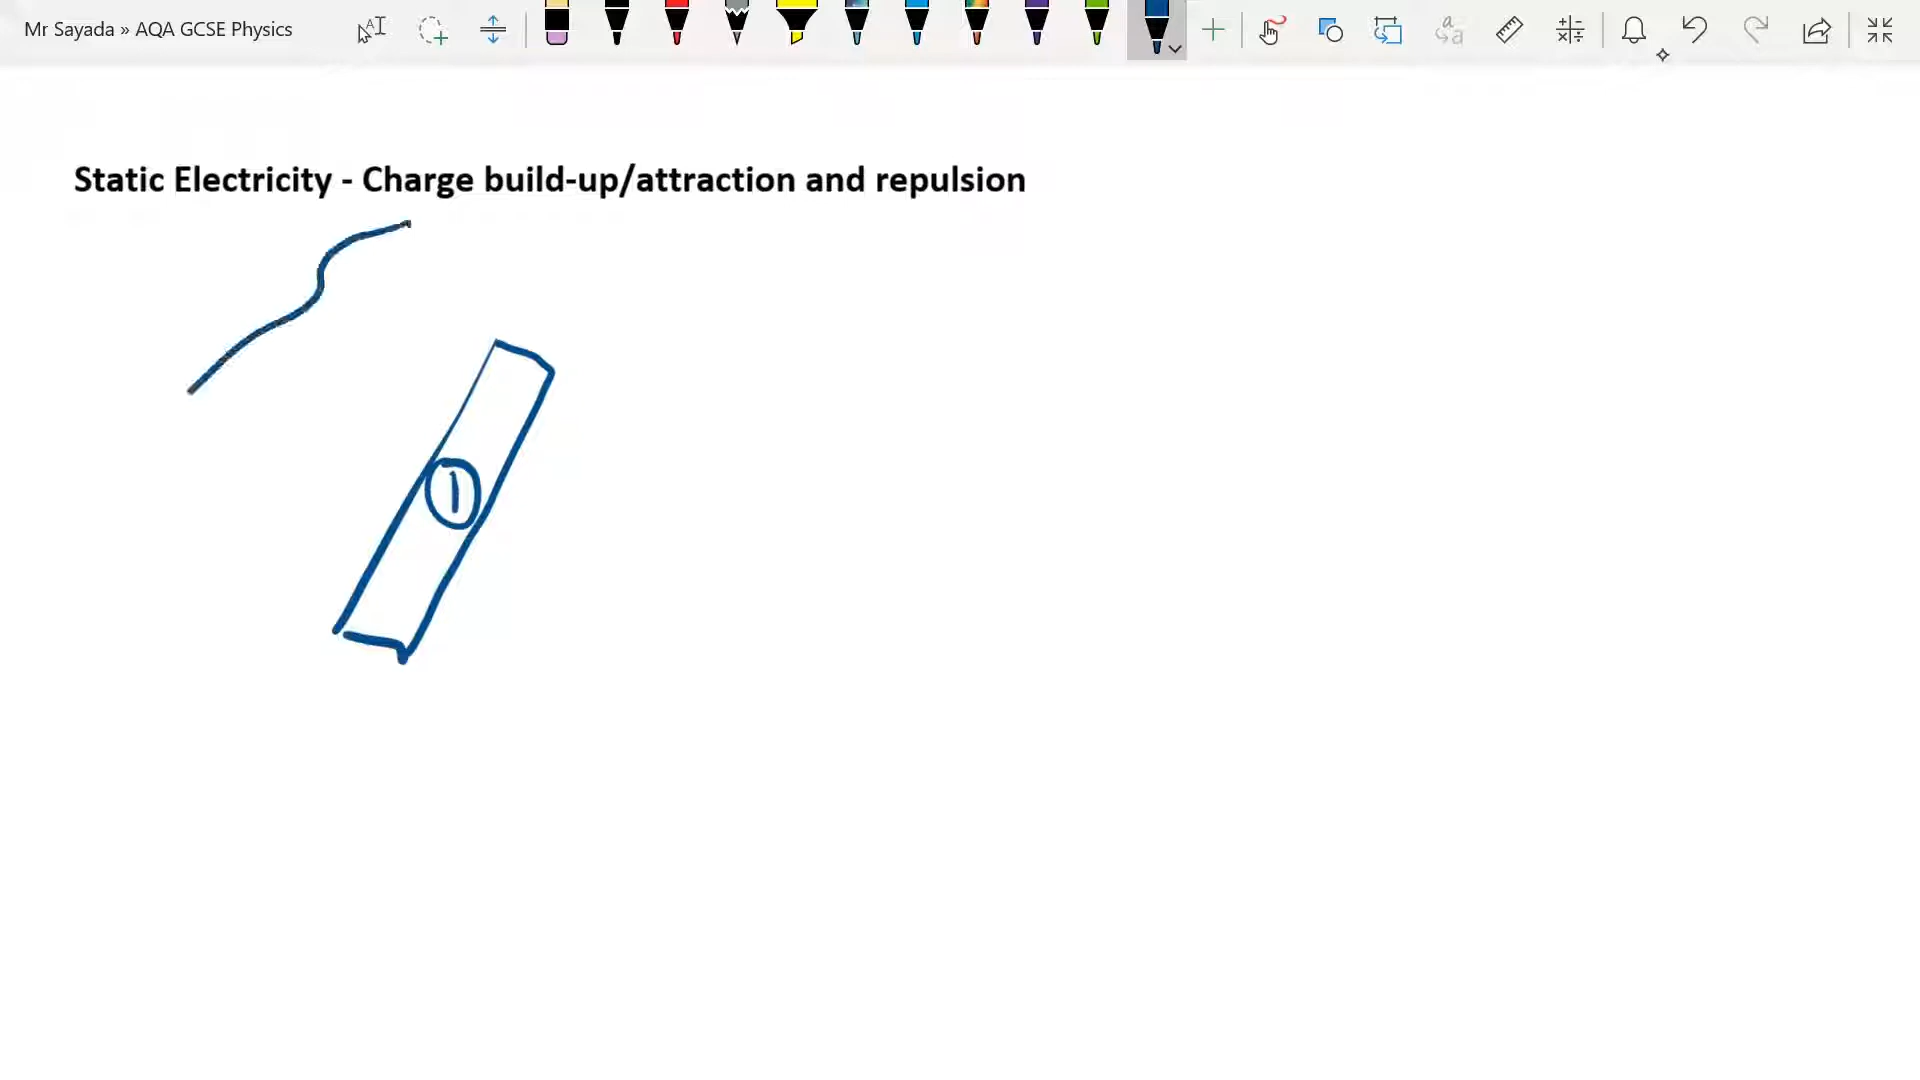 Mr Sayada » AQA GCSE Physics
Static Electricity - Charge build-up/attraction and repulsion
1